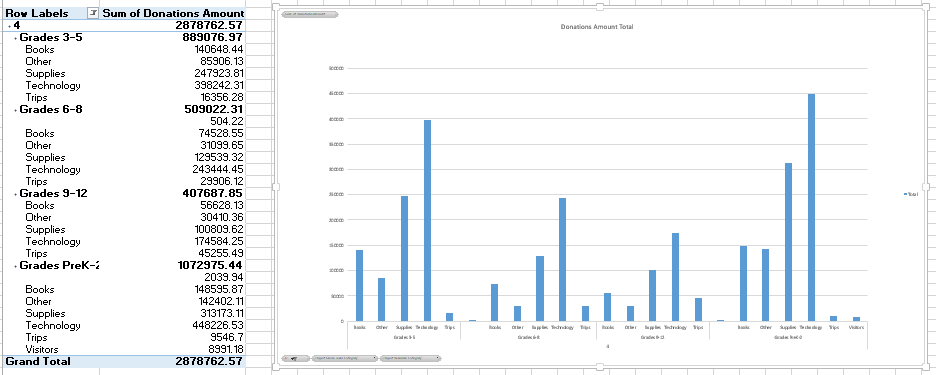 Row Labels Sum of Donations Amount
4 2878762.57
Grades 3-5 889076.97
Books 140648.44
Other 85906.13
Supplies 247923.81
Technology 398242.31
Trips 16356.28
Grades 6-8 509022.31
504.22
Books 74528.55
Other 31099.65
Supplies 129539.32
Technology 243444.45
Trips 29906.12
Grades 9-12 407687.85
Books 56628.13
Other 30410.36
Supplies 100809.62
Technology 174584.25
Trips 45255.49
Grades PreK-2 1072975.44
2039.94
Books 148595.87
Other 142402.11
Supplies 313173.11
Technology 448226.53
Trips 9546.7
Visitors 8991.18
Grand Total 2878762.57
Sum of Donations Amount
Donations Amount Total
500000
450000
400000
350000
300000
250000
200000
150000
100000
50000
0
Books Other Supplies Technology Trips Books Other Supplies Technology Trips Books Other Supplies Technology Trips Books Other Supplies Technology Trips Visitors
Grades 3-5 Grades 6-8 Grades 9-12 Grades PreK-2
4
Total